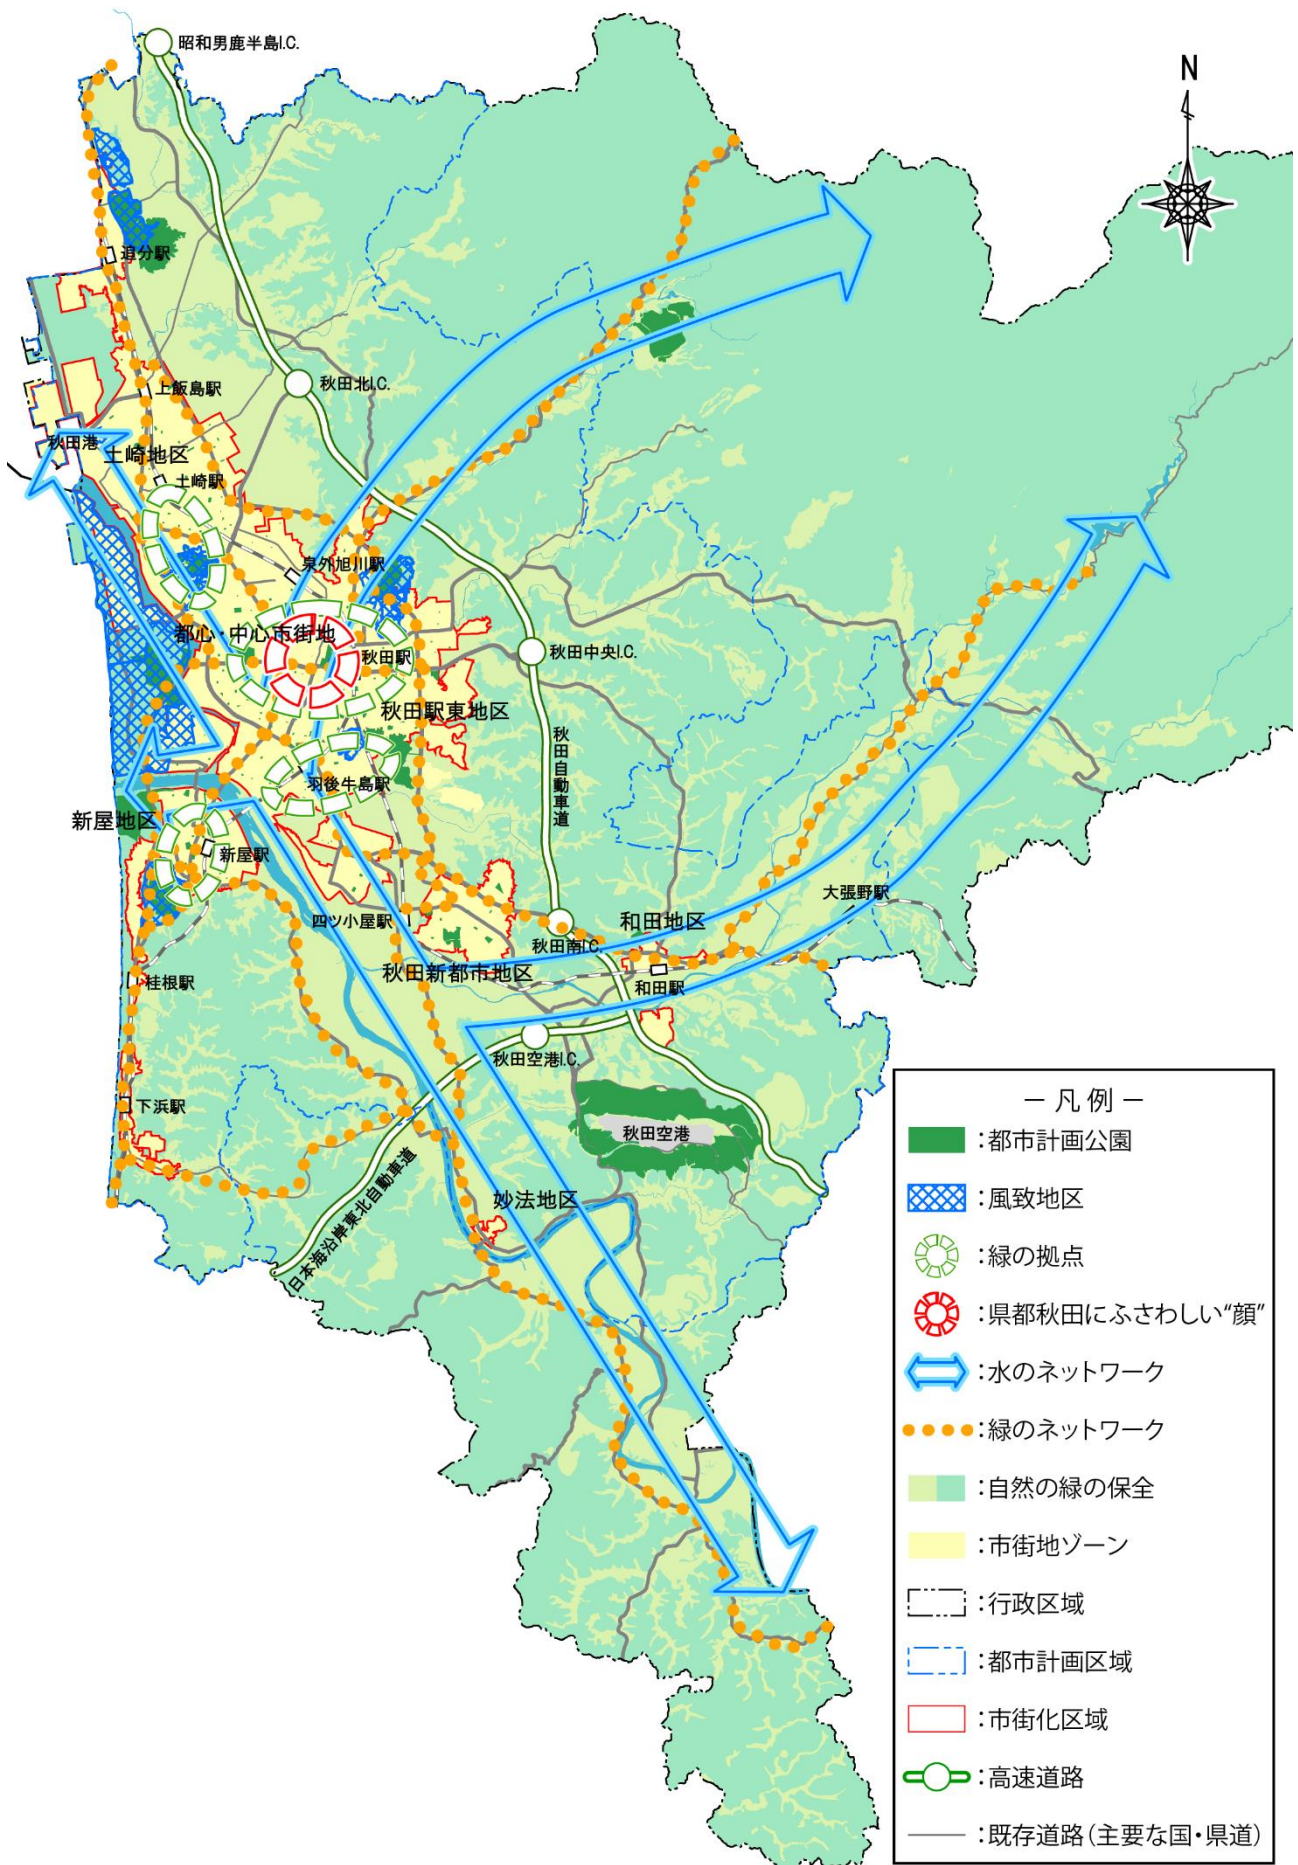 昭和男鹿半島I.C.
N
追分駅
上飯島駅
秋田北I.C.
秋田港
土崎地区
土崎駅
泉外旭川駅
都心・中心市街地
秋田駅
秋田中央I.C.
秋田駅東地区
秋田自動車道
羽後牛島駅
新屋地区
新屋駅
大張野駅
四ツ小屋駅
和田地区
秋田南I.C.
秋田新都市地区
和田駅
桂根駅
秋田空港I.C.
下浜駅
秋田空港
日本海沿岸東北自動車道
妙法地区
－凡例－
:都市計画公園
:風致地区
:緑の拠点
:県都秋田にふさわしい“顔”
:水のネットワーク
:緑のネットワーク
:自然の緑の保全
:市街地ゾーン
:行政区域
:都市計画区域
:市街化区域
:高速道路
:既存道路(主要な国・県道)